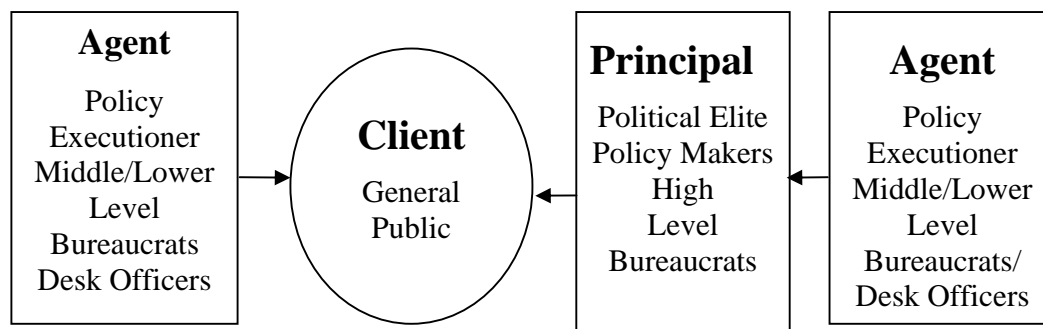 Agent
Policy
Executioner
Middle/Lower
Level
Bureaucrats
Desk Officers
Client
General
Public
Principal
Political Elite
Policy Makers
High
Level
Bureaucrats
Agent
Policy
Executioner
Middle/Lower
Level
Bureaucrats/
Desk Officers